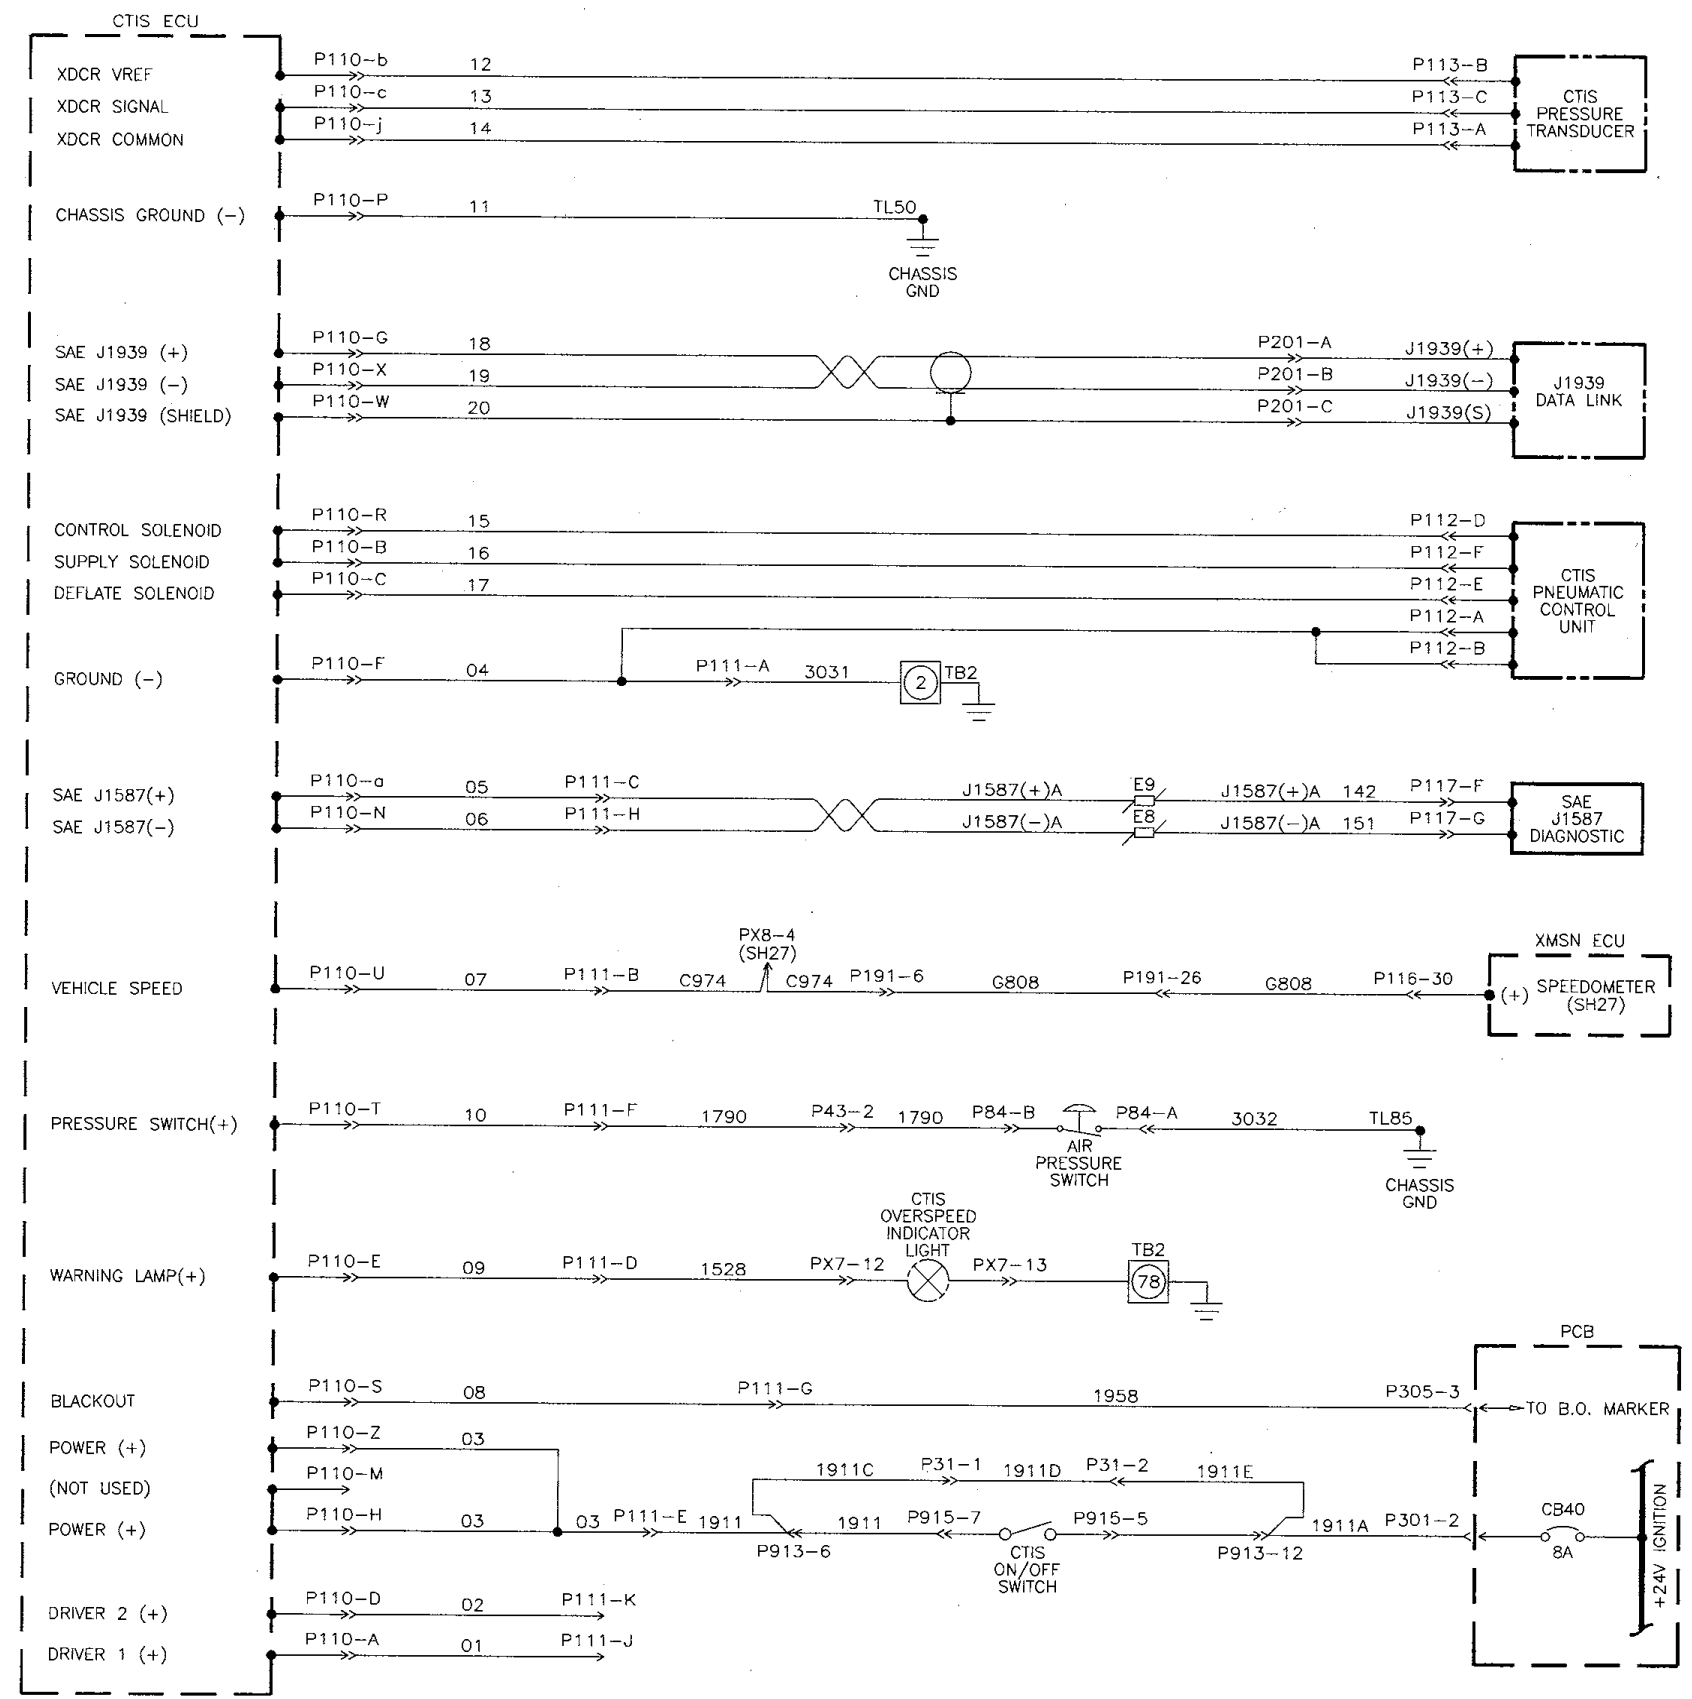 CTIS ECU
XDCR VREF P110-b 12 P113-B
XDCR SIGNAL P110-c 13 P113-C
XDCR COMMON P110-j 14 P113-A
CTIS
PRESSURE
TRANSDUCER
CHASSIS GROUND (-) P110-P 11 TL50
CHASSIS
GND
SAE J1939 (+) P110-G 18 P201-A J1939(+)
SAE J1939 (-) P110-X 19 P201-B J1939(-)
SAE J1939 (SHIELD) P110-W 20 P201-C J1939(S)
J1939
DATA LINK
CONTROL SOLENOID P110-R 15 P112-D
SUPPLY SOLENOID P110-B 16 P112-F
DEFLATE SOLENOID P110-C 17 P112-E
P112-A
P112-B
CTIS
PNEUMATIC
CONTROL
UNIT
GROUND (-) P110-F 04 P111-A 3031 2 TB2
SAE J1587(+) P110-a 05 P111-C J1587(+)A E9 J1587(+)A 142 P117-F
SAE J1587(-) P110-N 06 P111-H J1587(-)A E8 J1587(-)A 151 P117-G
SAE
J1587
DIAGNOSTIC
PX8-4
(SH27)
XMSN ECU
VEHICLE SPEED P110-U 07 P111-B C974 C974 P191-6 G808 P191-26 G808 P116-30 (+) SPEEDOMETER
(SH27)
PRESSURE SWITCH(+) P110-T 10 P111-F 1790 P43-2 1790 P84-B P84-A 3032 TL85
AIR
PRESSURE
SWITCH
CHASSIS
GND
CTIS
OVERSPEED
INDICATOR
LIGHT
WARNING LAMP(+) P110-E 09 P111-D 1528 PX7-12 PX7-13 TB2
78
PCB
BLACKOUT P110-S 08 P111-G 1958 P305-3 TO B.O. MARKER
POWER (+) P110-Z 03
(NOT USED) P110-M
1911C P31-1 1911D P31-2 1911E
POWER (+) P110-H 03 03 P111-E 1911 1911 P915-7 P915-5 1911A P301-2 CB40
8A
P913-6
P913-12
CTIS
ON/OFF
SWITCH
+24V IGNITION
DRIVER 2 (+) P110-D 02 P111-K
DRIVER 1 (+) P110-A 01 P111-J